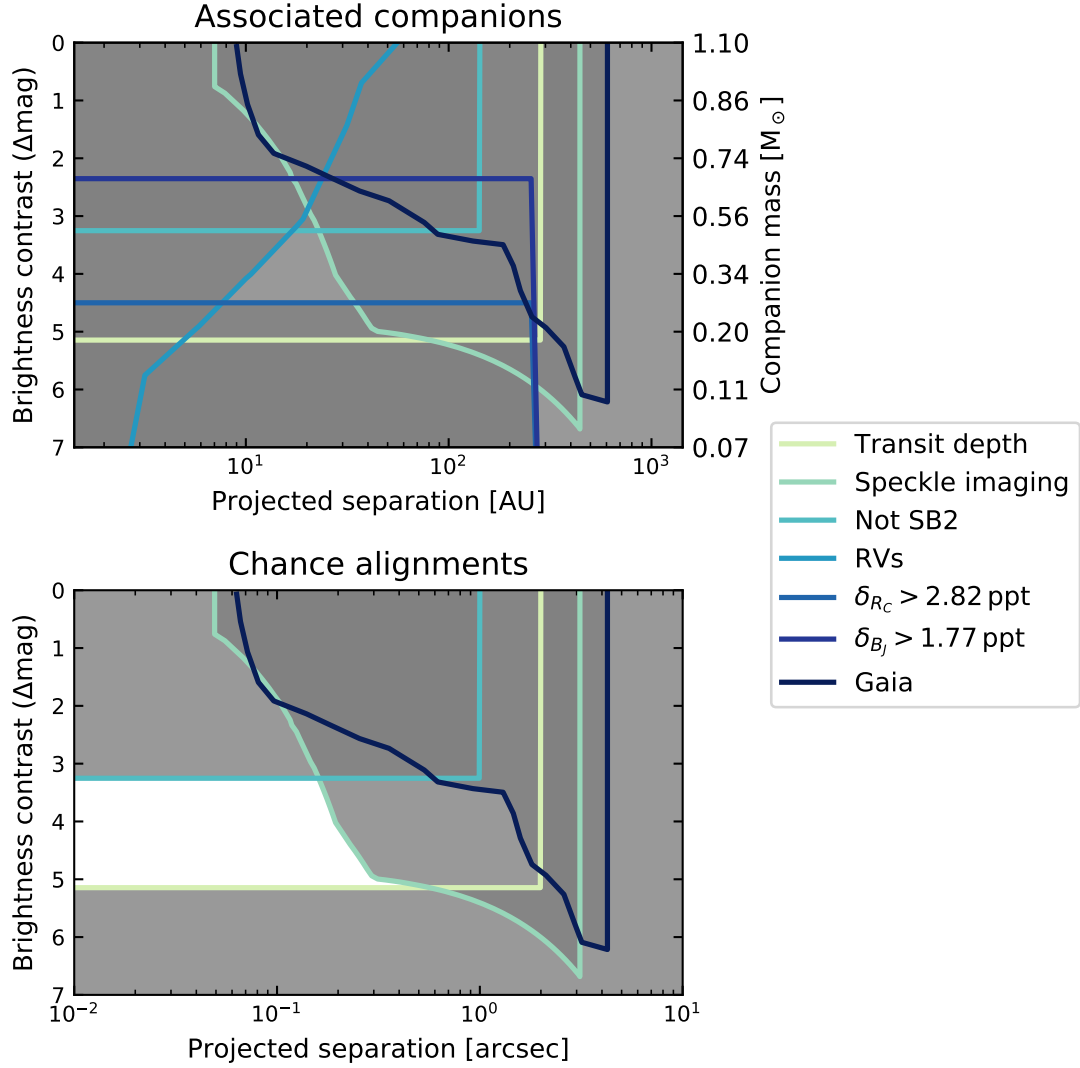 Associated companions
0
1
2
3
4
5
6
7
Brightness contrast (Δmag)
1.10
0.86
0.74
0.56
0.34
0.20
0.11
0.07
Companion mass [M⊙]
10¹
10²
10³
Projected separation [AU]
Transit depth
Speckle imaging
Not SB2
RVs
δ_{R_C} > 2.82 ppt
δ_{B_J} > 1.77 ppt
Gaia
Chance alignments
0
1
2
3
4
5
6
7
Brightness contrast (Δmag)
10⁻²
10⁻¹
10⁰
10¹
Projected separation [arcsec]